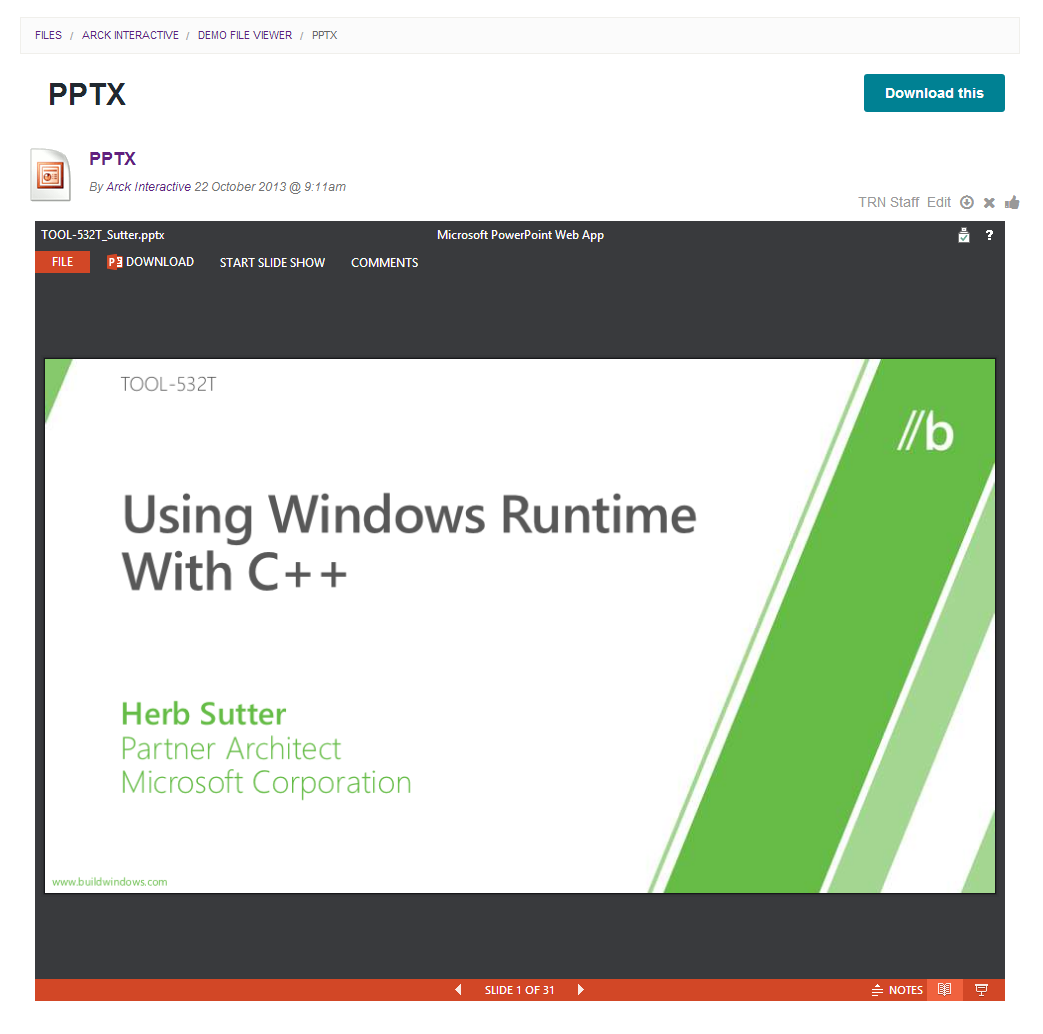 FILES / ARCK INTERACTIVE / DEMO FILE VIEWER / PPTX
PPTX
Download this
PPTX
By Arck Interactive 22 October 2013 @ 9:11am
TRN Staff Edit
TOOL-532T_Sutter.pptx Microsoft PowerPoint Web App ?
FILE DOWNLOAD START SLIDE SHOW COMMENTS
TOOL-532T
//b
Using Windows Runtime
With C++
Herb Sutter
Partner Architect
Microsoft Corporation
www.buildwindows.com
SLIDE 1 OF 31 NOTES